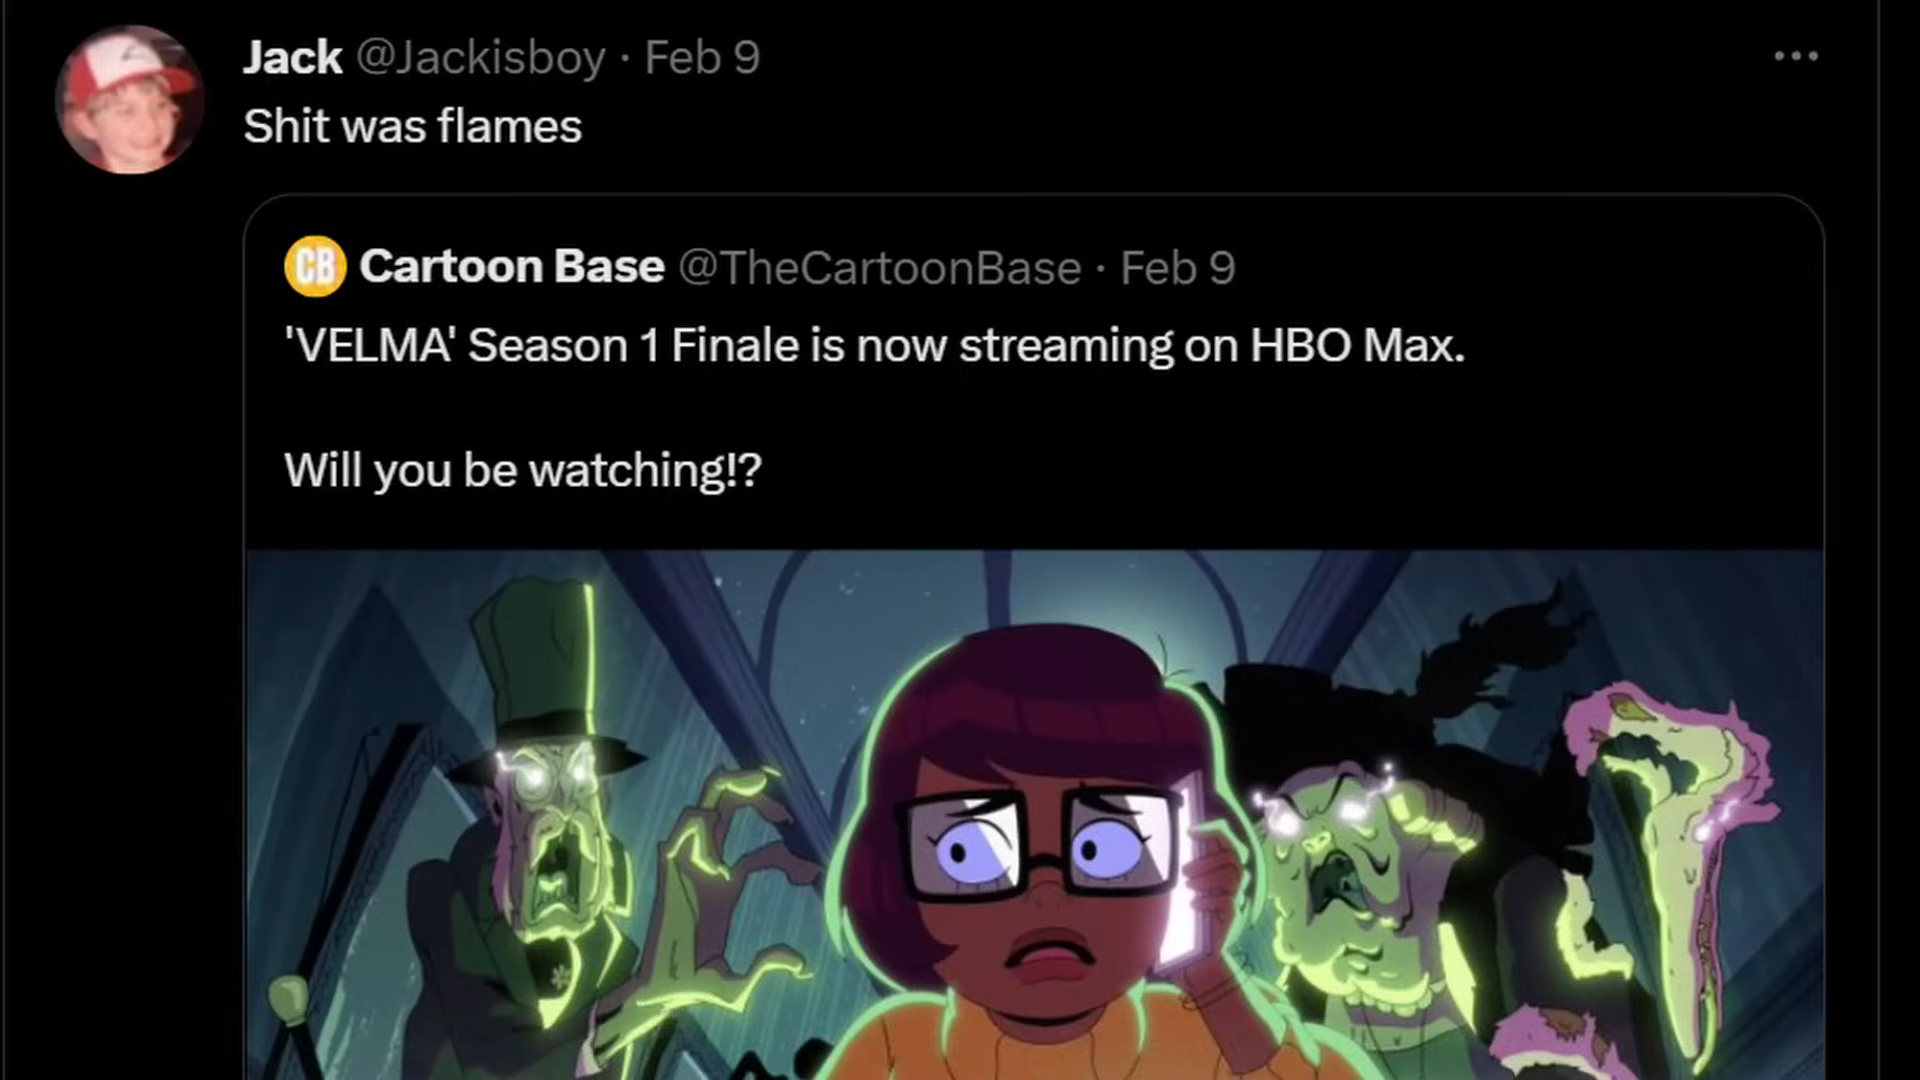 Jack @Jackisboy · Feb 9
Shit was flames
CB Cartoon Base @TheCartoonBase · Feb 9
'VELMA' Season 1 Finale is now streaming on HBO Max.
Will you be watching!?